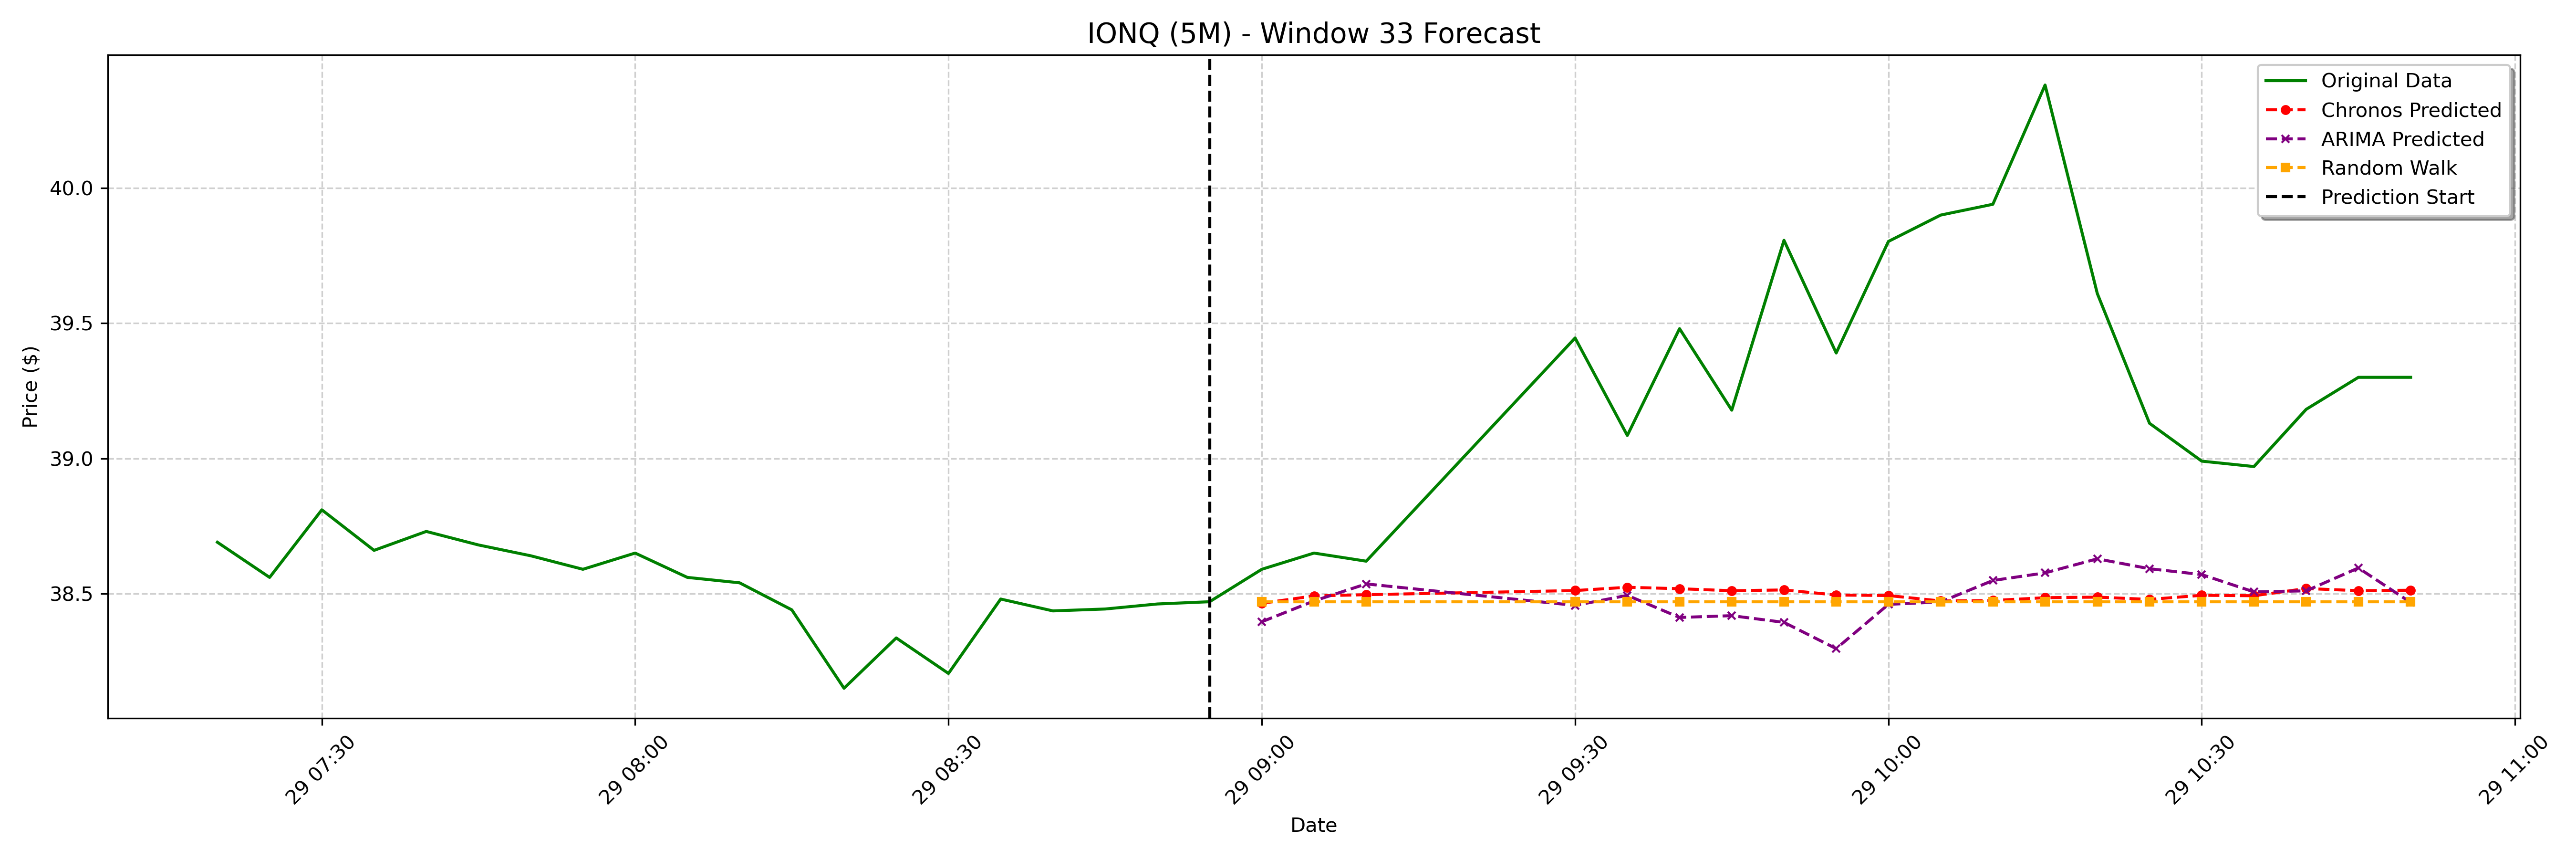 IONQ (5M) - Window 33 Forecast
Original Data
Chronos Predicted
ARIMA Predicted
Random Walk
Prediction Start
Price ($)
40.0
39.5
39.0
38.5
29 07:30
29 08:00
29 08:30
29 09:00
29 09:30
29 10:00
29 10:30
29 11:00
Date